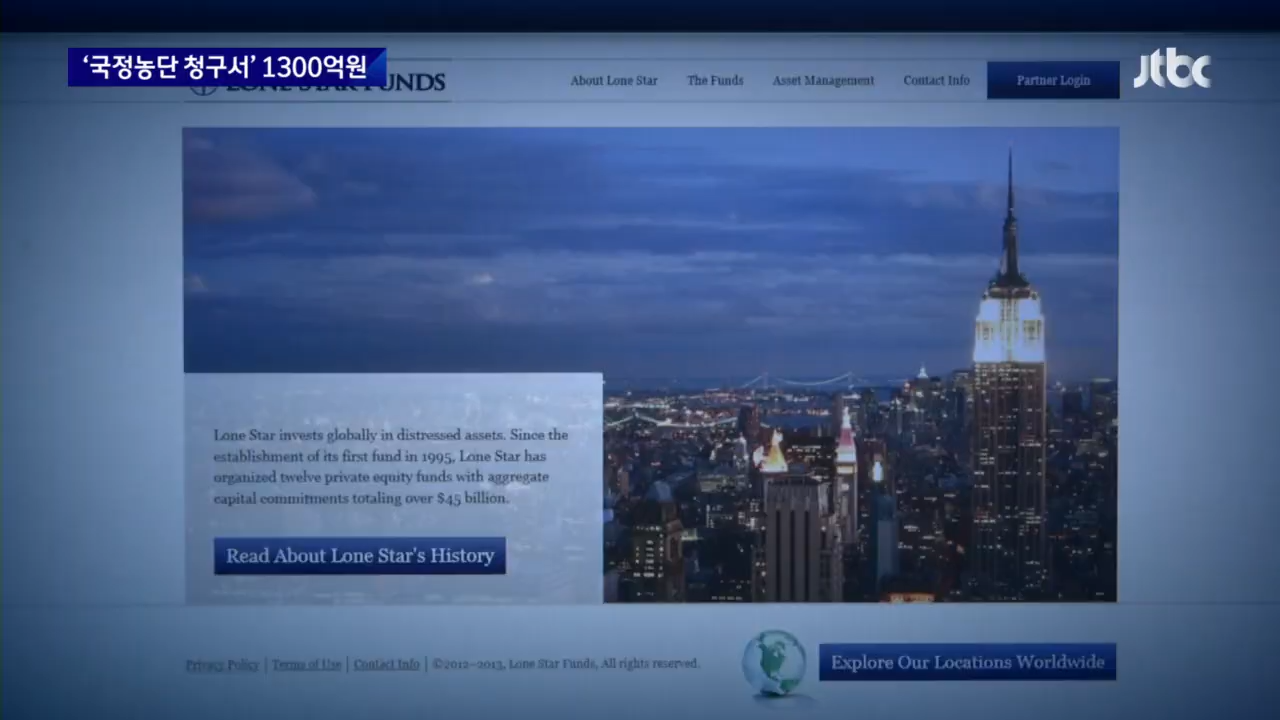 ‘국정농단 청구서’ 1300억원
LONE STAR FUNDS
About Lone Star
The Funds
Asset Management
Contact Info
Partner Login
jtbc
Lone Star invests globally in distressed assets. Since the
establishment of its first fund in 1995, Lone Star has
organized twelve private equity funds with aggregate
capital commitments totaling over $45 billion.
Read About Lone Star's History
Privacy Policy | Terms of Use | Contact Info | ©2012–2013, Lone Star Funds, All rights reserved.
Explore Our Locations Worldwide